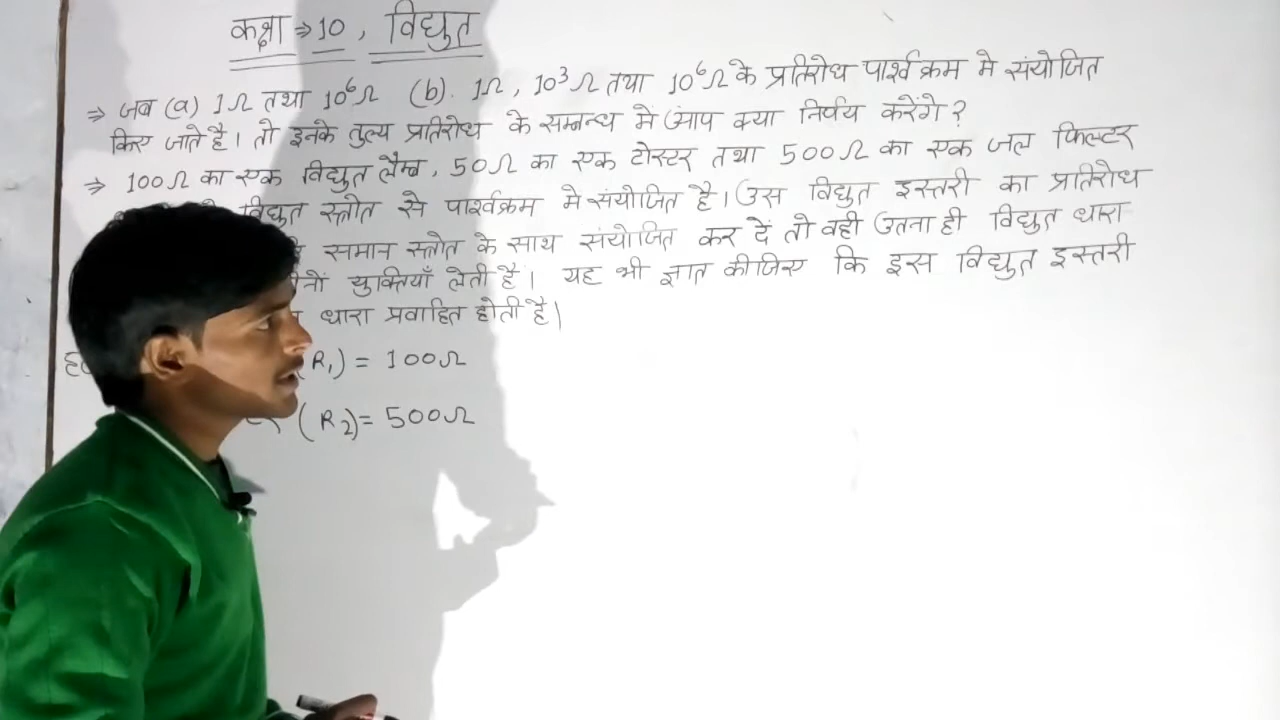 कक्षा ⇒ 10 , विद्युत
⇒ जब (a) 1Ω तथा 10⁶Ω (b). 1Ω, 10³Ω तथा 10⁶Ω के प्रतिरोध पार्श्व क्रम मे संयोजित
किए जाते है। तो इनके तुल्य प्रतिरोध के सम्बन्ध मे आप क्या निर्णय करेंगे ?
⇒ 100Ω का एक विद्युत लैम्ब, 50Ω का एक टोस्टर तथा 500Ω का एक जल फिल्टर
विद्युत स्त्रोत से पार्श्वक्रम मे संयोजित है। उस विद्युत इस्तरी का प्रतिरोध
समान स्त्रोत के साथ संयोजित कर दें तो वही उतना ही विद्युत धारा
युक्तियाँ लेती है। यह भी ज्ञात कीजिए कि इस विद्युत इस्तरी
धारा प्रवाहित होती है।
(R₁) = 100Ω
(R₂) = 500Ω